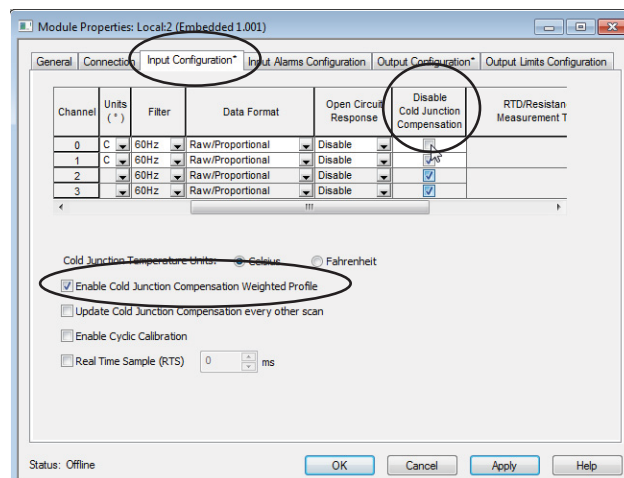 Module Properties: Local:2 (Embedded 1.001)
General Connection Input Configuration* Input Alarms Configuration Output Configuration* Output Limits Configuration
Channel Units (°) Filter Data Format Open Circuit Response Disable Cold Junction Compensation RTD/Resistan Measurement T
0 C 60Hz Raw/Proportional Disable
1 C 60Hz Raw/Proportional Disable
2 60Hz Raw/Proportional Disable
3 60Hz Raw/Proportional Disable
Cold Junction Temperature Units: Celsius Fahrenheit
Enable Cold Junction Compensation Weighted Profile
Update Cold Junction Compensation every other scan
Enable Cyclic Calibration
Real Time Sample (RTS) 0 ms
Status: Offline OK Cancel Apply Help